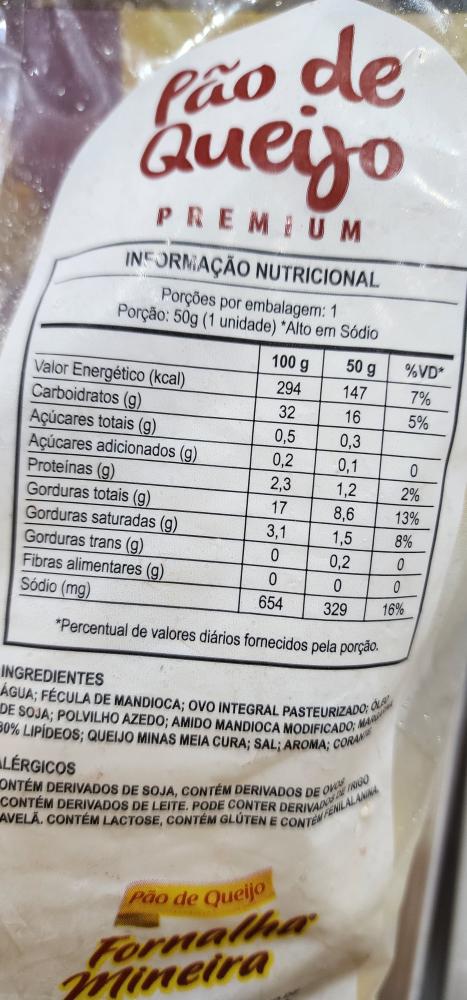 Pão de
Queijo
PREMIUM
INFORMAÇÃO NUTRICIONAL
Porções por embalagem: 1
Porção: 50g (1 unidade) *Alto em Sódio
100 g 50 g %VD*
Valor Energético (kcal) 294 147 7%
Carboidratos (g) 32 16 5%
Açúcares totais (g) 0,5 0,3
Açúcares adicionados (g) 0,2 0,1 0
Proteínas (g) 2,3 1,2 2%
Gorduras totais (g) 17 8,6 13%
Gorduras saturadas (g) 3,1 1,5 8%
Gorduras trans (g) 0 0,2 0
Fibras alimentares (g) 0 0 0
Sódio (mg) 654 329 16%
*Percentual de valores diários fornecidos pela porção.
INGREDIENTES
ÁGUA; FÉCULA DE MANDIOCA; OVO INTEGRAL PASTEURIZADO; ÓLEO
DE SOJA; POLVILHO AZEDO; AMIDO MANDIOCA MODIFICADO;
80% LIPÍDEOS; QUEIJO MINAS MEIA CURA; SAL; AROMA; CORANTE
ALÉRGICOS
CONTÉM DERIVADOS DE SOJA, CONTÉM DERIVADOS DE OVOS
CONTÉM DERIVADOS DE LEITE. PODE CONTER DERIVADOS DE TRIGO
AVELÃ. CONTÉM LACTOSE, CONTÉM GLÚTEN E CONTÉM FENILALANINA.
Pão de Queijo
Fornalha
Mineira